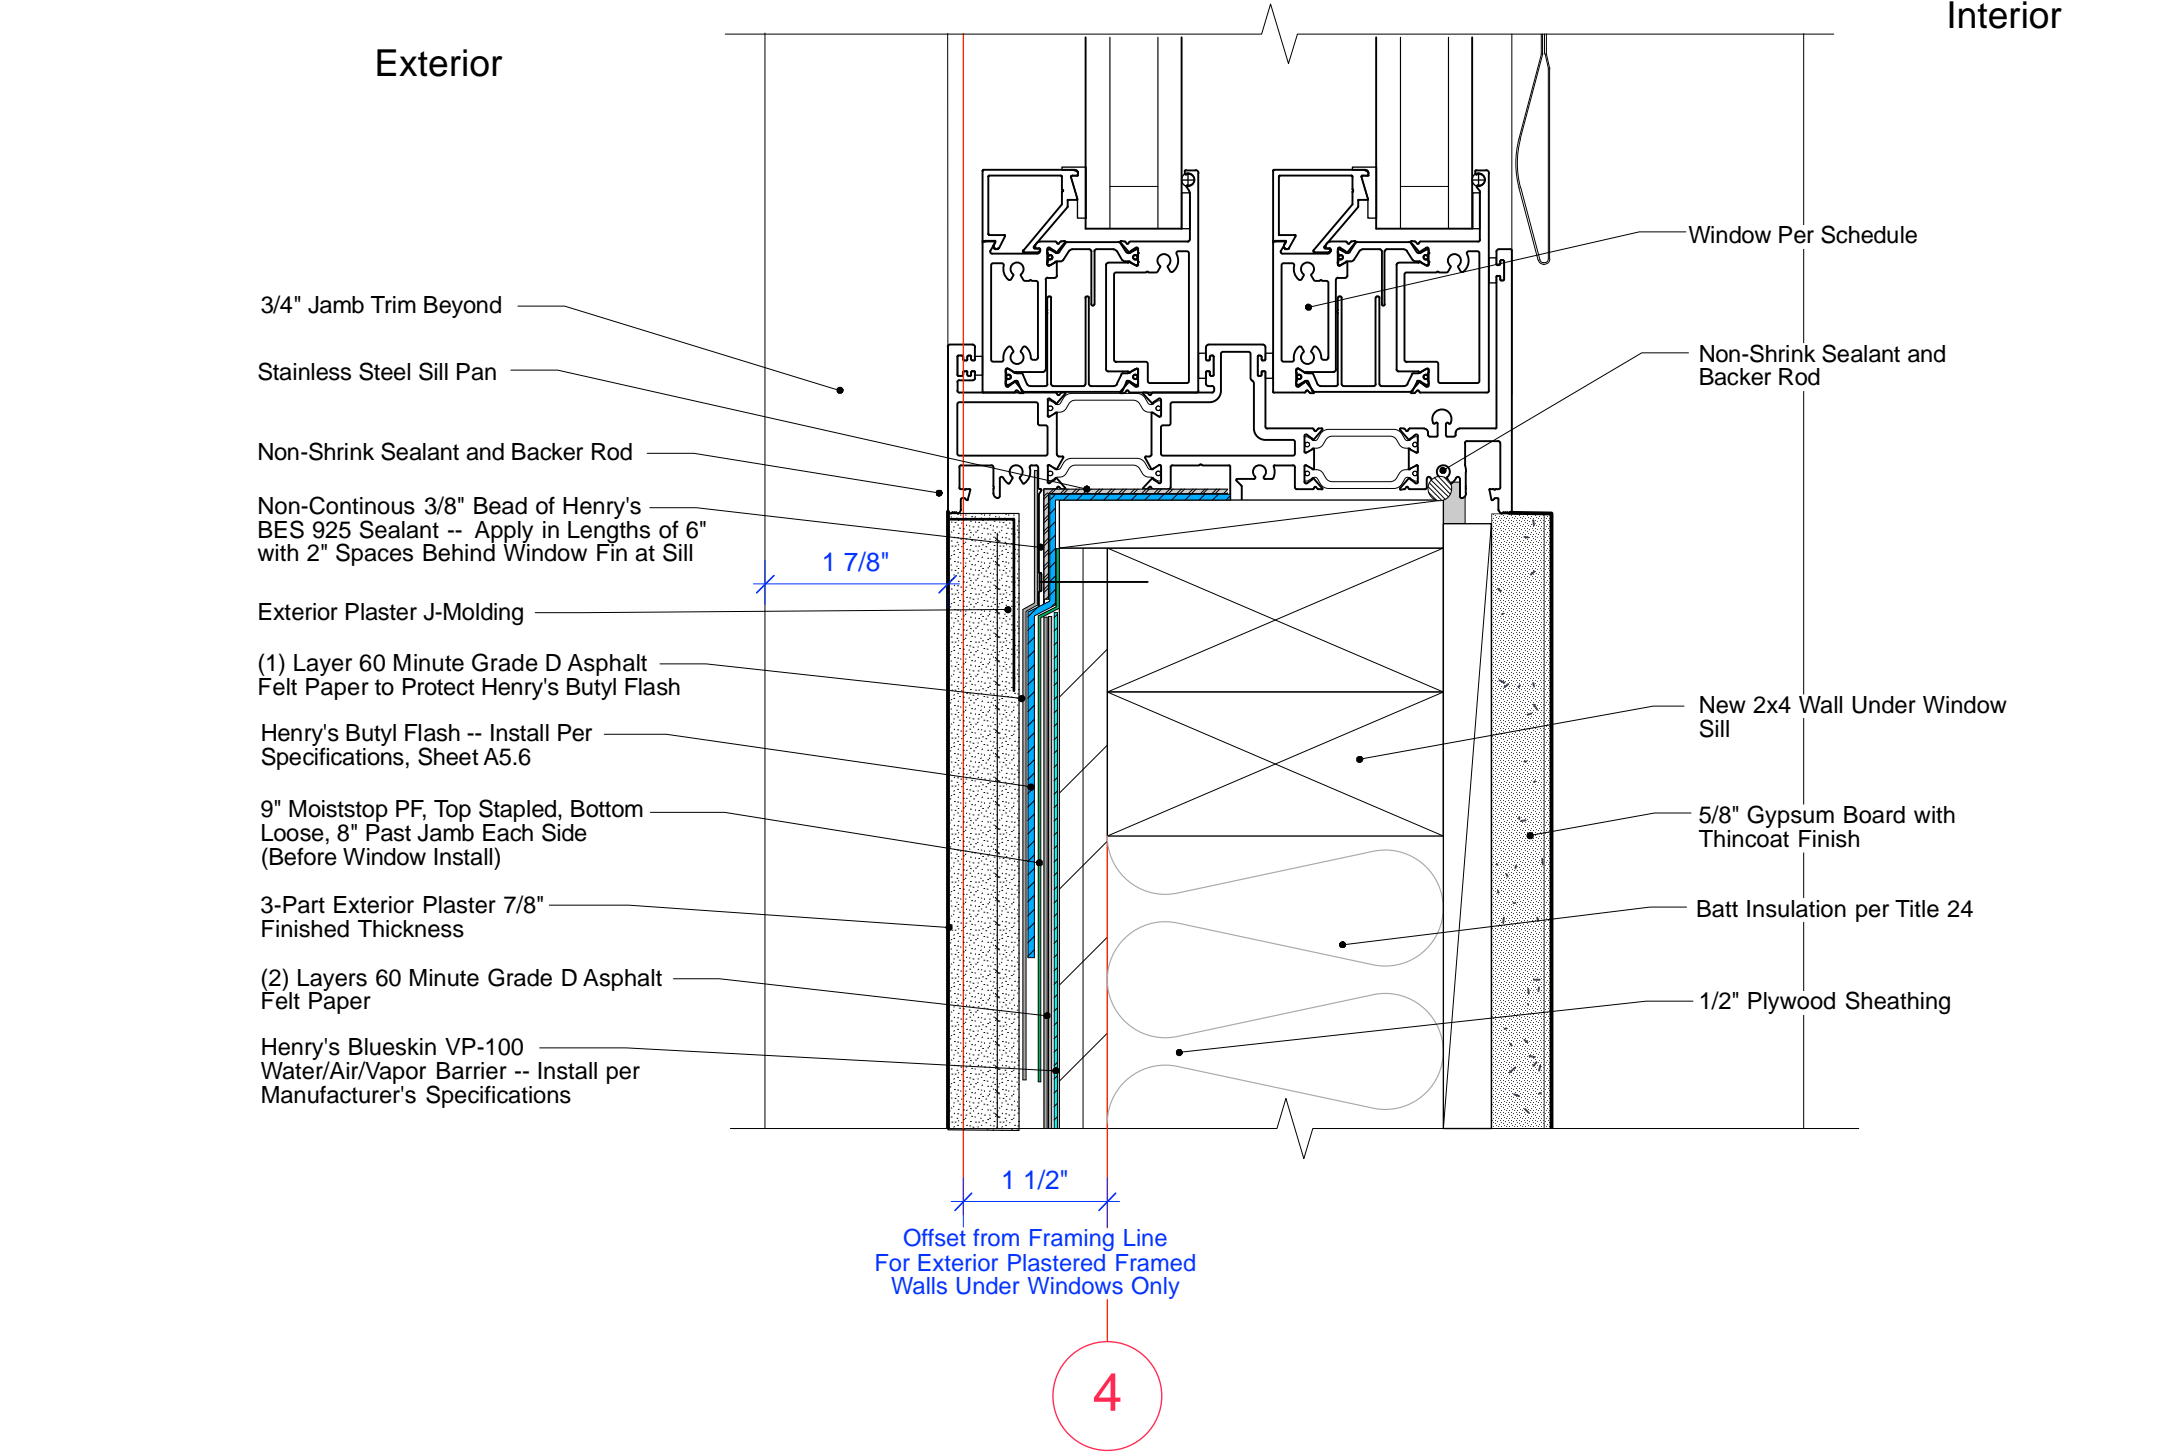 Interior
Exterior
3/4" Jamb Trim Beyond
Stainless Steel Sill Pan
Non-Shrink Sealant and Backer Rod
Non-Continous 3/8" Bead of Henry's
BES 925 Sealant -- Apply in Lengths of 6"
with 2" Spaces Behind Window Fin at Sill
Exterior Plaster J-Molding
(1) Layer 60 Minute Grade D Asphalt
Felt Paper to Protect Henry's Butyl Flash
Henry's Butyl Flash -- Install Per
Specifications, Sheet A5.6
9" Moiststop PF, Top Stapled, Bottom
Loose, 8" Past Jamb Each Side
(Before Window Install)
3-Part Exterior Plaster 7/8"
Finished Thickness
(2) Layers 60 Minute Grade D Asphalt
Felt Paper
Henry's Blueskin VP-100
Water/Air/Vapor Barrier -- Install per
Manufacturer's Specifications
1 7/8"
Window Per Schedule
Non-Shrink Sealant and
Backer Rod
New 2x4 Wall Under Window
Sill
5/8" Gypsum Board with
Thincoat Finish
Batt Insulation per Title 24
1/2" Plywood Sheathing
1 1/2"
Offset from Framing Line
For Exterior Plastered Framed
Walls Under Windows Only
4